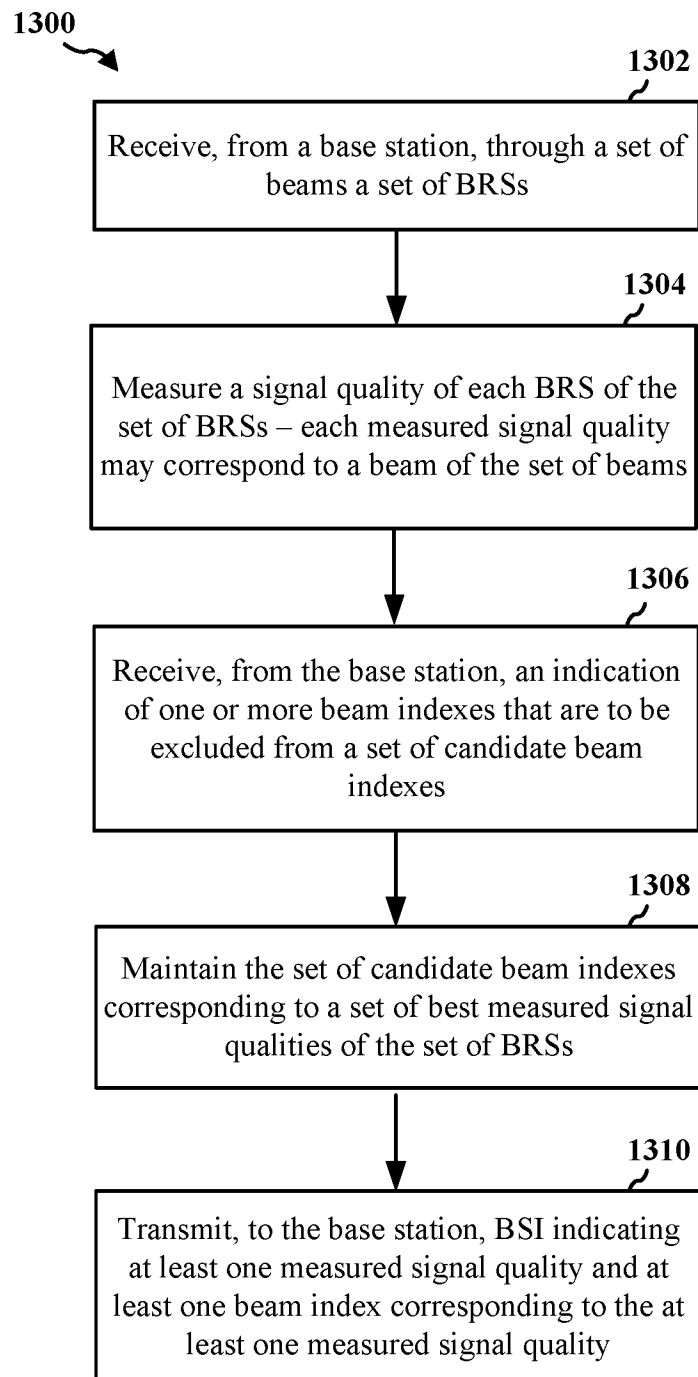 1300
1302
Receive, from a base station, through a set of
beams a set of BRSs
1304
Measure a signal quality of each BRS of the
set of BRSs – each measured signal quality
may correspond to a beam of the set of beams
1306
Receive, from the base station, an indication
of one or more beam indexes that are to be
excluded from a set of candidate beam
indexes
1308
Maintain the set of candidate beam indexes
corresponding to a set of best measured signal
qualities of the set of BRSs
1310
Transmit, to the base station, BSI indicating
at least one measured signal quality and at
least one beam index corresponding to the at
least one measured signal quality